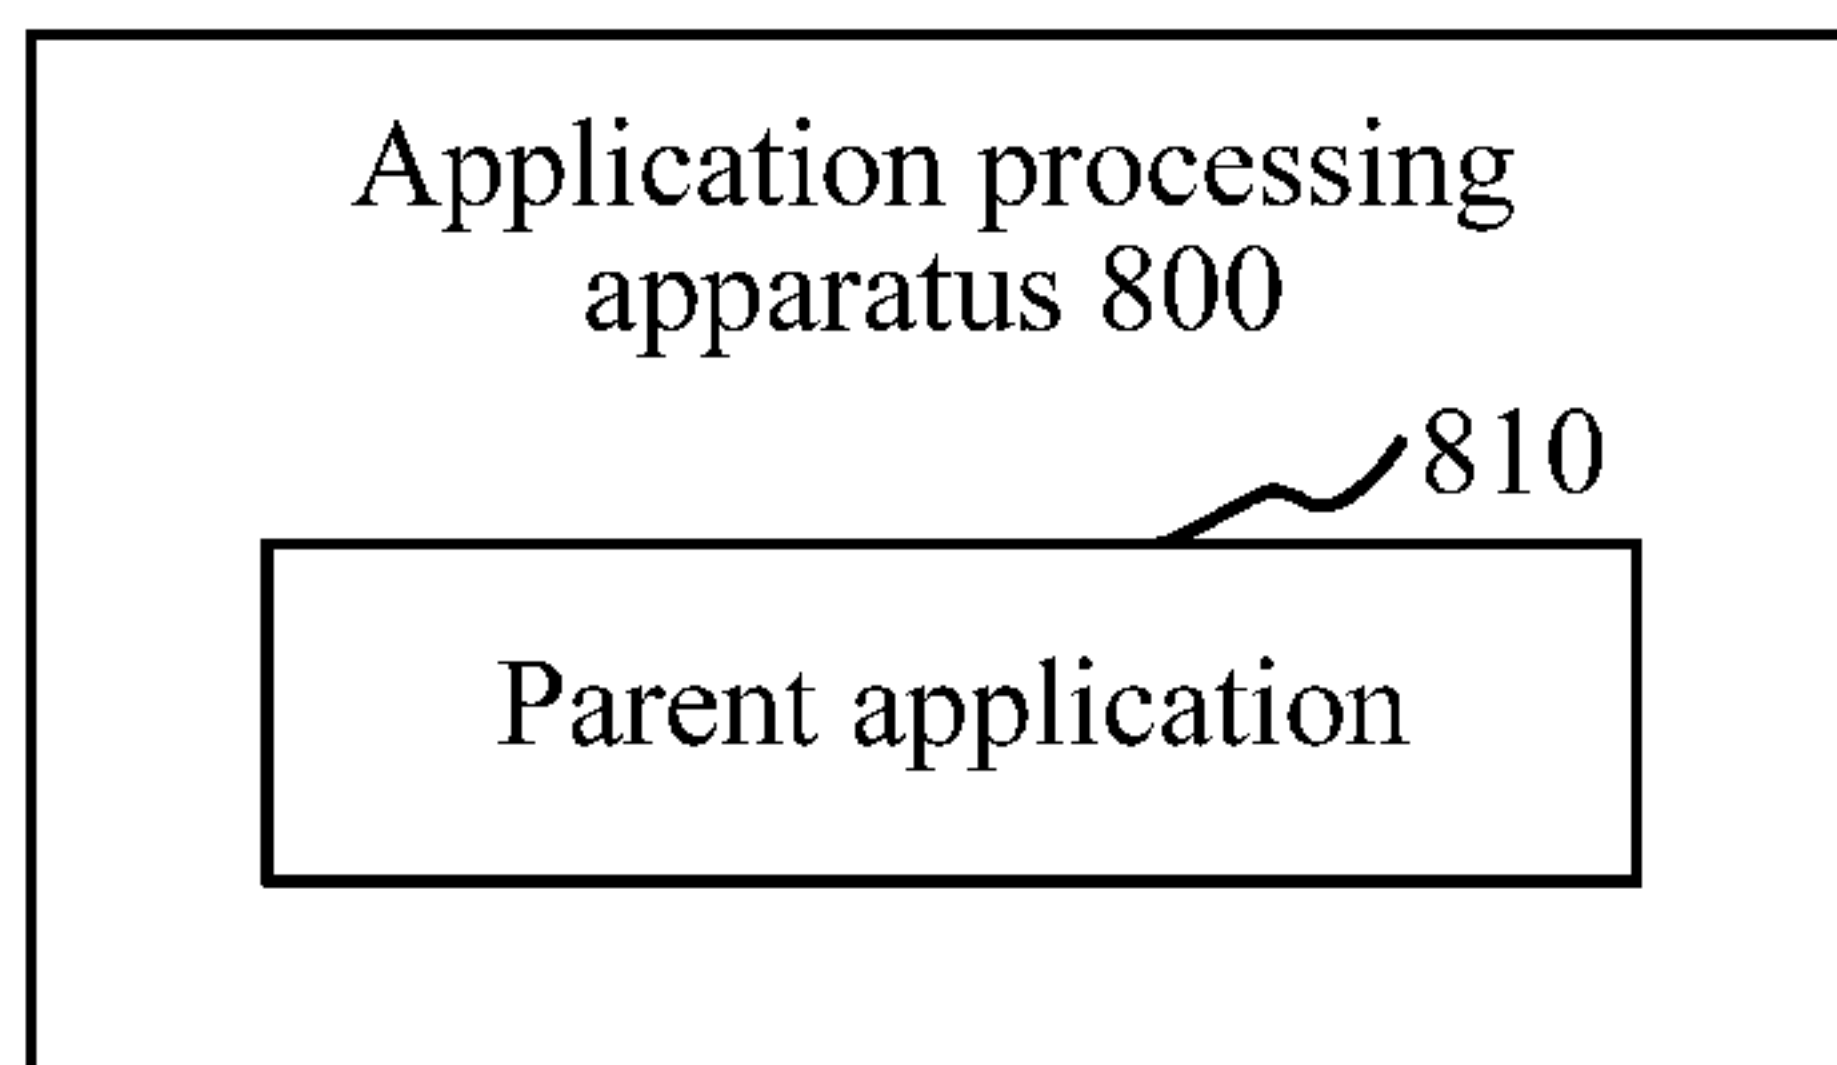 Application processing
apparatus 800
810
Parent application